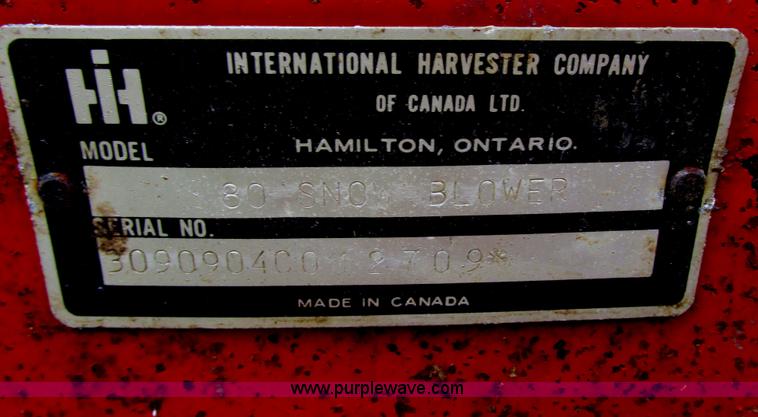 INTERNATIONAL HARVESTER COMPANY
IH®
OF CANADA LTD.
MODEL
HAMILTON, ONTARIO.
80 SNO BLOWER
SERIAL NO.
MADE IN CANADA
www.purplewave.com